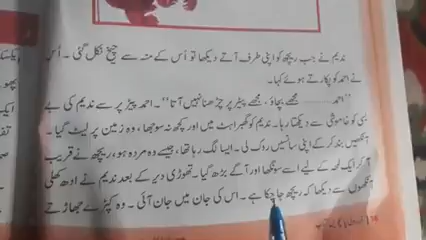 ندیم نے جب ریچھ کو اپنی طرف آتے دیکھا تو اُس کے منہ سے چیخ نکل گئی ۔ اُس
نے احمد کو پکارتے ہوئے کہا۔
”احمد ........ مجھے بچاؤ ، مجھے پیڑ پر چڑھنا نہیں آتا“۔ احمد پیڑ پر سے ندیم کی بے
بسی کو خاموشی سے دیکھتا رہا۔ ندیم کو گھبراہٹ میں اور کچھ نہ سوجھا، وہ زمین پر لیٹ گیا ۔
آنکھیں بند کر کے اپنی سانسیں روک لی۔ ایسا لگ رہا تھا، جیسے وہ مردہ ہو، ریچھ نے قریب
آ کر ایک لمحہ کے لیے اسے سونگھا اور آگے بڑھ گیا۔ تھوڑی دیر کے بعد ندیم نے ادھ کھلی
آنکھوں سے دیکھا کہ ریچھ جا چکا ہے ۔ اس کی جان میں جان آئی ۔ وہ کپڑے جھاڑتے